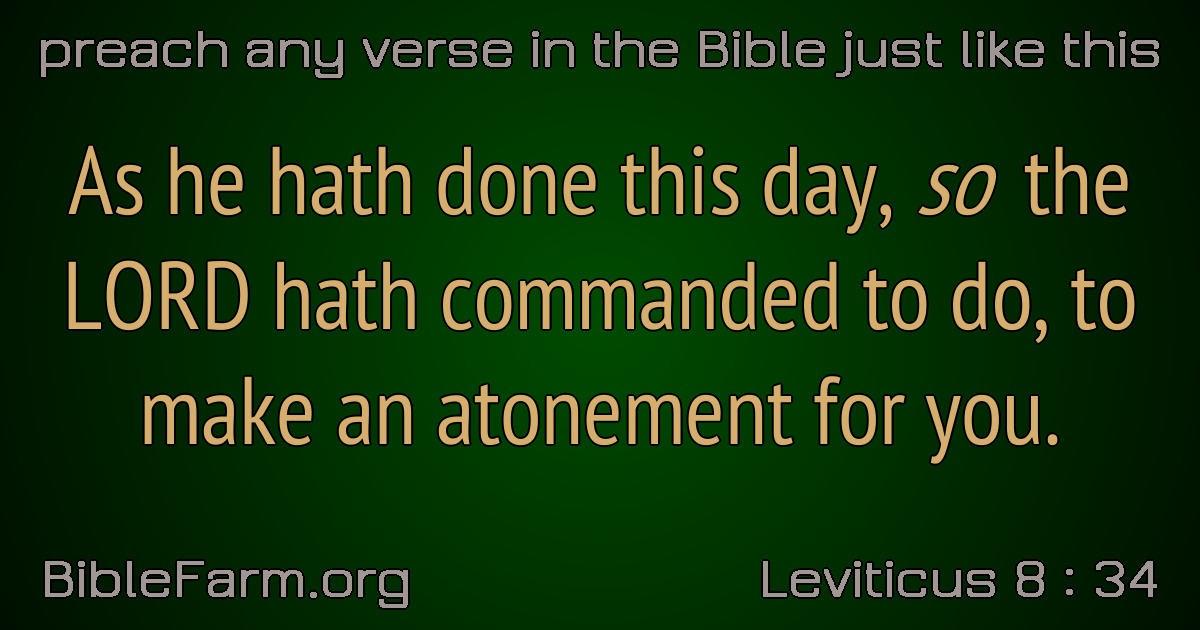 preach any verse in the Bible just like this
As he hath done this day, so the
LORD hath commanded to do, to
make an atonement for you.
BibleFarm.org
Leviticus 8 : 34